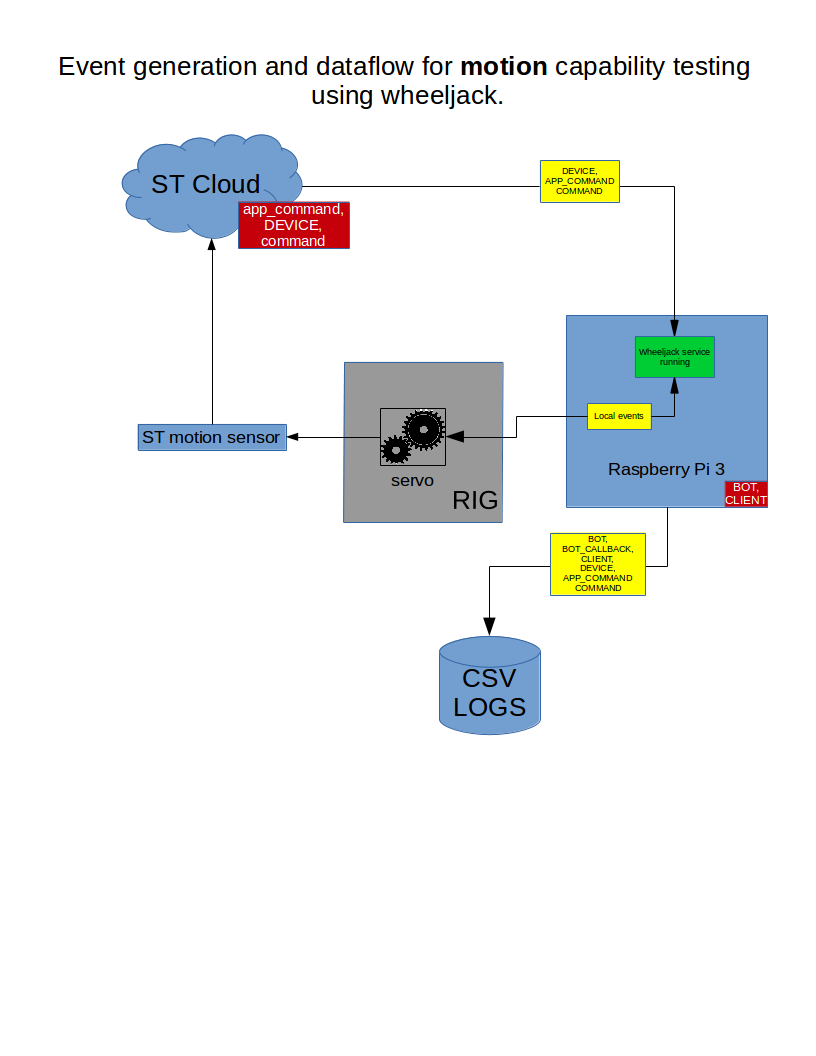 Event generation and dataflow for motion capability testing
using wheeljack.
ST Cloud
app_command,
DEVICE,
command
DEVICE,
APP_COMMAND
COMMAND
Wheeljack service
running
Local events
Raspberry Pi 3
BOT,
CLIENT
ST motion sensor
servo
RIG
BOT,
BOT_CALLBACK,
CLIENT,
DEVICE,
APP_COMMAND
COMMAND
CSV
LOGS